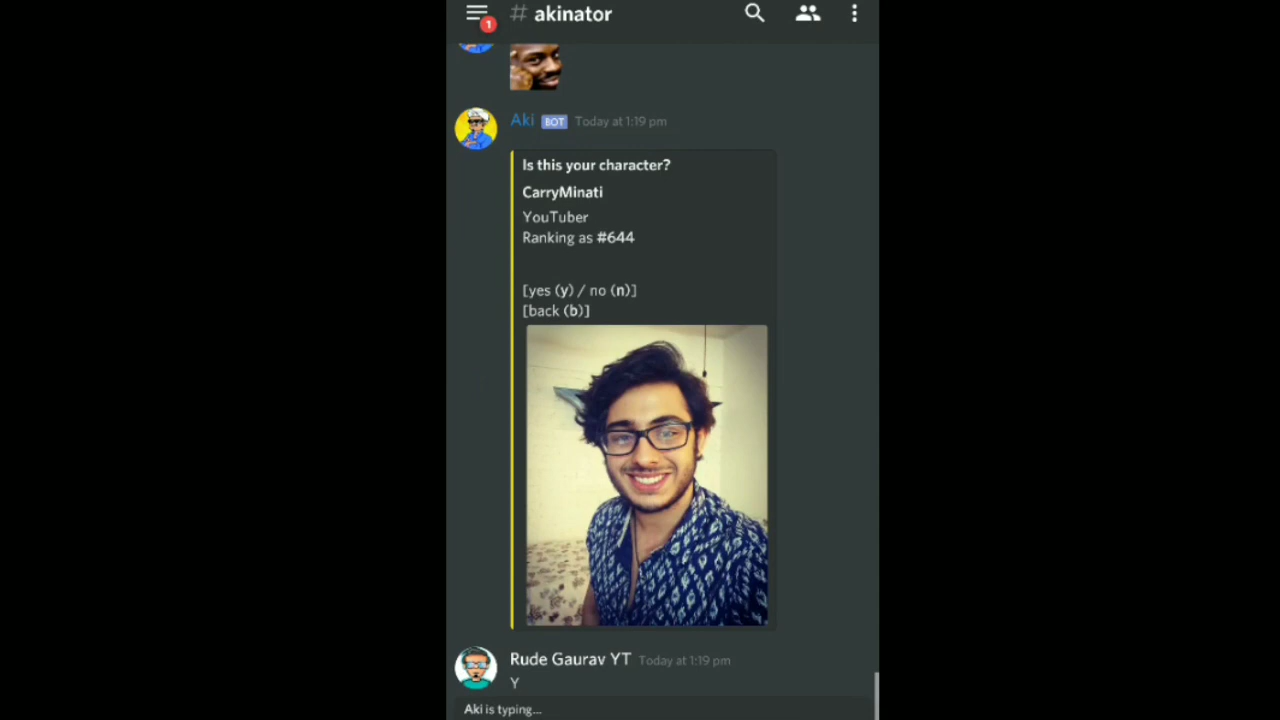 1
# akinator
Aki BOT Today at 1:19 pm
Is this your character?
CarryMinati
YouTuber
Ranking as #644
[yes (y) / no (n)]
[back (b)]
Rude Gaurav YT Today at 1:19 pm
Y
Aki is typing...